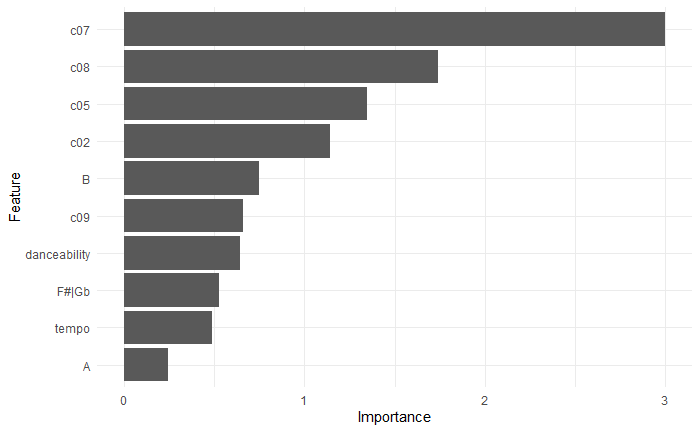 c07
c08
c05
c02
B
c09
danceability
F#|Gb
tempo
A
Feature
0 1 2 3
Importance